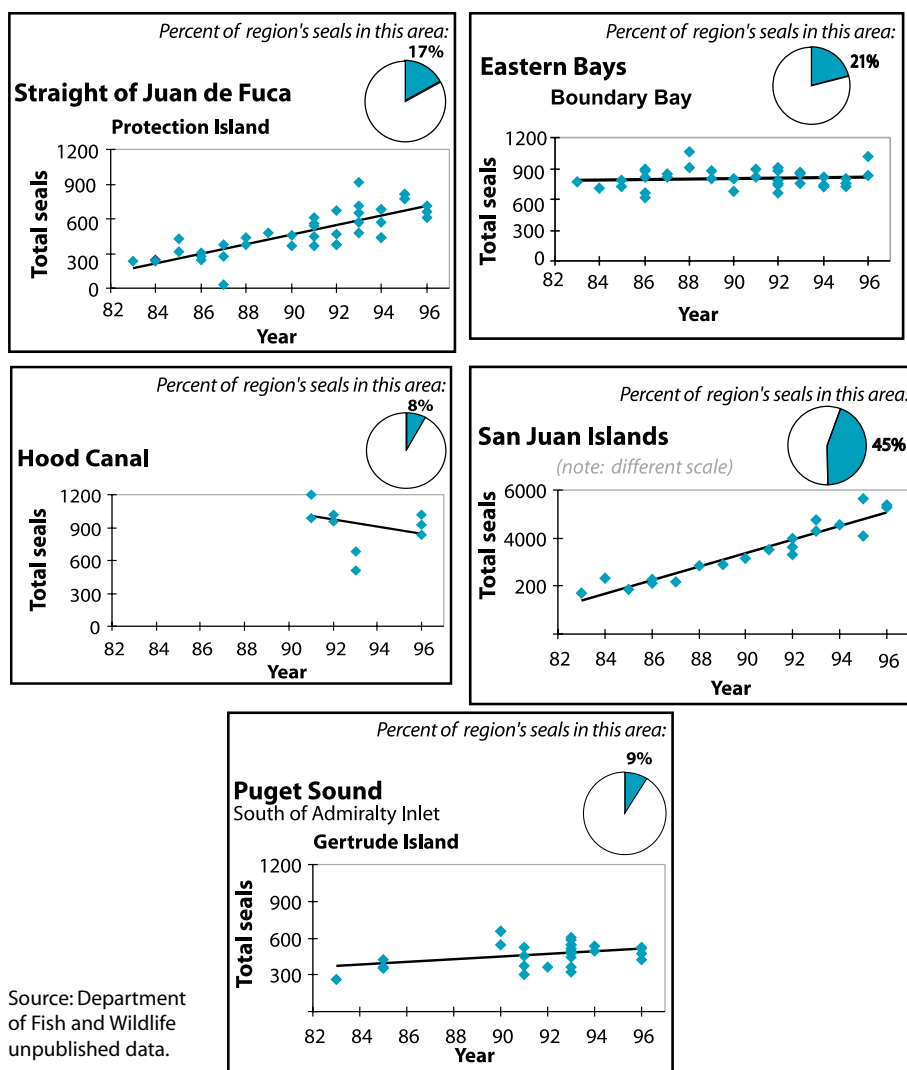 Percent of region's seals in this area:
17%
Straight of Juan de Fuca
Protection Island
Total seals
1200
900
600
300
0
82 84 86 88 90 92 94 96
Year
Percent of region's seals in this area:
21%
Eastern Bays
Boundary Bay
Total seals
1200
900
600
300
0
82 84 86 88 90 92 94 96
Year
Percent of region's seals in this area:
8%
Hood Canal
Total seals
1200
900
600
300
0
82 84 86 88 90 92 94 96
Year
Percent of region's seals in this area:
45%
San Juan Islands
(note: different scale)
Total seals
6000
4000
200
82 84 86 88 90 92 94 96
Year
Percent of region's seals in this area:
9%
Puget Sound
South of Admiralty Inlet
Gertrude Island
Total seals
1200
900
600
300
82 84 86 88 90 92 94 96
Year
Source: Department
of Fish and Wildlife
unpublished data.